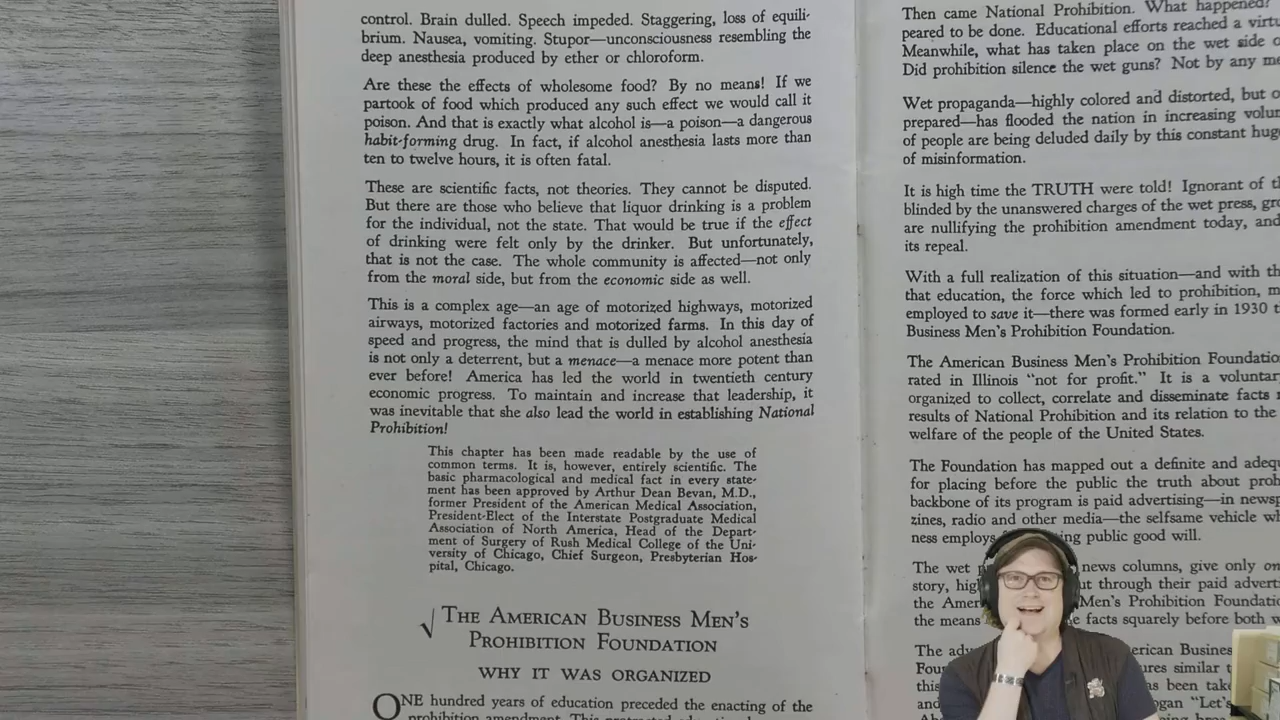 control. Brain dulled. Speech impeded. Staggering, loss of equili-
brium. Nausea, vomiting. Stupor—unconsciousness resembling the
deep anesthesia produced by ether or chloroform.
Are these the effects of wholesome food? By no means! If we
partook of food which produced any such effect we would call it
poison. And that is exactly what alcohol is—a poison—a dangerous
habit-forming drug. In fact, if alcohol anesthesia lasts more than
ten to twelve hours, it is often fatal.
These are scientific facts, not theories. They cannot be disputed.
But there are those who believe that liquor drinking is a problem
for the individual, not the state. That would be true if the effect
of drinking were felt only by the drinker. But unfortunately,
that is not the case. The whole community is affected—not only
from the moral side, but from the economic side as well.
This is a complex age—an age of motorized highways, motorized
airways, motorized factories and motorized farms. In this day of
speed and progress, the mind that is dulled by alcohol anesthesia
is not only a deterrent, but a menace—a menace more potent than
ever before! America has led the world in twentieth century
economic progress. To maintain and increase that leadership, it
was inevitable that she also lead the world in establishing National
Prohibition!
This chapter has been made readable by the use of
common terms. It is, however, entirely scientific. The
basic pharmacological and medical fact in every state-
ment has been approved by Arthur Dean Bevan, M.D.,
former President of the American Medical Association,
President-Elect of the Interstate Postgraduate Medical
Association of North America, Head of the Depart-
ment of Surgery of Rush Medical College of the Uni-
versity of Chicago, Chief Surgeon, Presbyterian Hos-
pital, Chicago.
√ THE AMERICAN BUSINESS MEN'S
PROHIBITION FOUNDATION
WHY IT WAS ORGANIZED
ONE hundred years of education preceded the enacting of the
prohibition amendment. This
Then came National Prohibition. What happened?
peared to be done. Educational efforts reached a
Meanwhile, what has taken place on the wet side
Did prohibition silence the wet guns? Not by any
Wet propaganda—highly colored and distorted, but
prepared—has flooded the nation in increasing
of people are being deluded daily by this constant
of misinformation.
It is high time the TRUTH were told! Ignorant of
blinded by the unanswered charges of the wet press,
are nullifying the prohibition amendment today, and
its repeal.
With a full realization of this situation—and with
that education, the force which led to prohibition,
employed to save it—there was formed early in 1930
Business Men's Prohibition Foundation.
The American Business Men's Prohibition
rated in Illinois "not for profit." It is a
organized to collect, correlate and disseminate facts
results of National Prohibition and its relation to the
welfare of the people of the United States.
The Foundation has mapped out a definite and
for placing before the public the truth about
backbone of its program is paid advertising—in
zines, radio and other media—the selfsame vehicle
ness employs public good will.
The wet news columns, give only
story, through their paid
the Men's Prohibition
the means facts squarely before both
The Business
similar
this has been
and "Let's